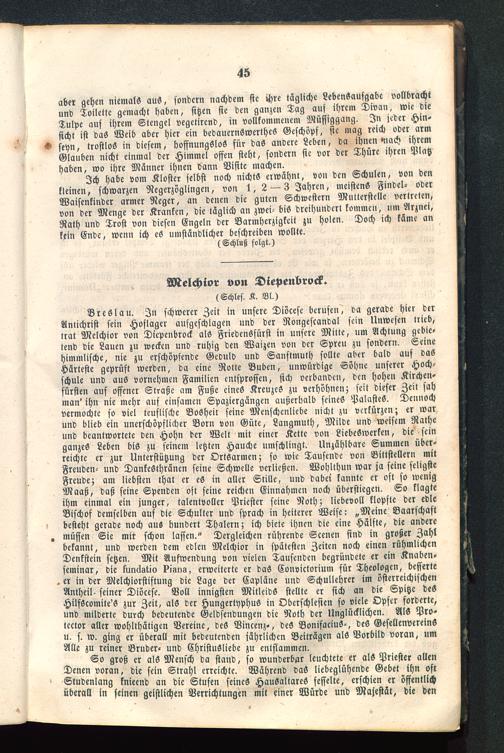 45
aber gehen niemals aus, sondern nachdem sie ihre tägliche Lebensaufgabe vollbracht
und Toilette gemacht haben, sitzen sie den ganzen Tag auf ihrem Divan, wie die
Tulpe auf ihrem Stengel vegetirend, in vollkommenem Müssiggang. In jeder Hin-
sicht ist das Weib aber hier ein bedauernswerthes Geschöpf, sie mag reich oder arm
seyn, trostlos in diesem, hoffnungslos für das andere Leben, da ihnen nach ihrem
Glauben nicht einmal der Himmel offen steht, sondern sie vor der Thüre ihren Platz
haben, wo ihre Männer ihnen dann Visite machen.
Ich habe vom Kloster selbst noch nichts erwähnt, von den Schulen, von den
kleinen, schwarzen Negerzöglingen, von 1, 2 — 3 Jahren, meistens Findel- oder
Waisenkinder armer Neger, an denen die guten Schwestern Mutterstelle vertreten,
von der Menge der Kranken, die täglich an zwei- bis dreihundert kommen, um Arznei,
Rath und Trost von diesen Engeln der Barmherzigkeit zu holen. Doch ich käme an
kein Ende, wenn ich es umständlicher beschreiben wollte.
(Schluß folgt.)
Melchior von Diepenbrock.
(Schles. K. Bl.)
Breslau. In schwerer Zeit in unsere Diöcese berufen, da gerade hier der
Antichrist sein Hoflager aufgeschlagen und der Rongescandal sein Unwesen trieb,
trat Melchior von Diepenbrock als Friedensfürst in unsere Mitte, um Achtung gebie-
tend die Lauen zu wecken und ruhig den Waizen von der Spreu zu sondern. Seine
himmlische, nie zu erschöpfende Geduld und Sanftmuth sollte aber bald auf das
Härteste geprüft werden, da eine Rotte Buben, unwürdige Söhne unserer Hoch-
schule und aus vornehmen Familien entsprossen, sich verbanden, den hohen Kirchen-
fürsten auf offener Straße am Fuße eines Kreuzes zu verhöhnen; seit dieser Zeit sah
man ihn nie mehr auf einsamen Spaziergängen außerhalb seines Palastes. Dennoch
vermochte so viel teuflische Bosheit seine Menschenliebe nicht zu verkürzen; er war
und blieb ein unerschöpflicher Born von Güte, Langmuth, Milde und weisem Rathe
und beantwortete den Hohn der Welt mit einer Kette von Liebeswerken, die sein
ganzes Leben bis zu seinem letzten Hauche umschlingt. Unzählbare Summen über-
reichte er zur Unterstützung der Ortsarmen; so wie Tausende von Bittstellern mit
Freuden- und Dankesthränen seine Schwelle verließen. Wohlthun war ja seine seligste
Freude; am liebsten that er es in aller Stille, und dabei kannte er oft so wenig
Maaß, daß seine Spenden oft seine reichen Einnahmen noch überstiegen. So klagte
ihm einmal ein junger, talentvoller Priester seine Noth; liebevoll klopfte der edle
Bischof demselben auf die Schulter und sprach in heiterer Weise: „Meine Baarschaft
besteht gerade noch aus hundert Thalern; ich biete ihnen die eine Hälfte, die andere
müssen Sie mir schon lassen.“ Dergleichen rührende Scenen sind in großer Zahl
bekannt, und werden dem edlen Melchior in spätesten Zeiten noch einen rühmlichen
Denkstein setzen. Mit Aufwendung von vielen Tausenden begründete er ein Knaben-
seminar, die fundatio Pinna, erweiterte er das Convictorium für Theologen, besserte
er in der Melchiorstiftung die Lage der Capläne und Schullehrer im österreichischen
Antheil seiner Diöcese. Voll innigsten Mitleids stellte er sich an die Spitze des
Hilfscomite's zur Zeit, als der Hungertyphus in Oberschlesien so viele Opfer forderte,
und milderte durch bedeutende Geldsendungen die Noth der Unglücklichen. Als Pro-
tector aller wohlthätigen Vereine, des Vincenz-, des Bonifacius-, des Gesellenvereins
u. s. w. ging er überall mit bedeutenden jährlichen Beiträgen als Vorbild voran, um
Alle zu reiner Bruder- und Christusliebe zu entflammen.
So groß er als Mensch da stand, so wunderbar leuchtete er als Priester allen
Denen voran, die sein Strahl erreichte. Während das liebeglühende Gebet ihn oft
Stundenlang knieend an die Stufen seines Hausaltares fesselte, erschien er öffentlich
überall in seinen geistlichen Verrichtungen mit einer Würde und Majestät, die den